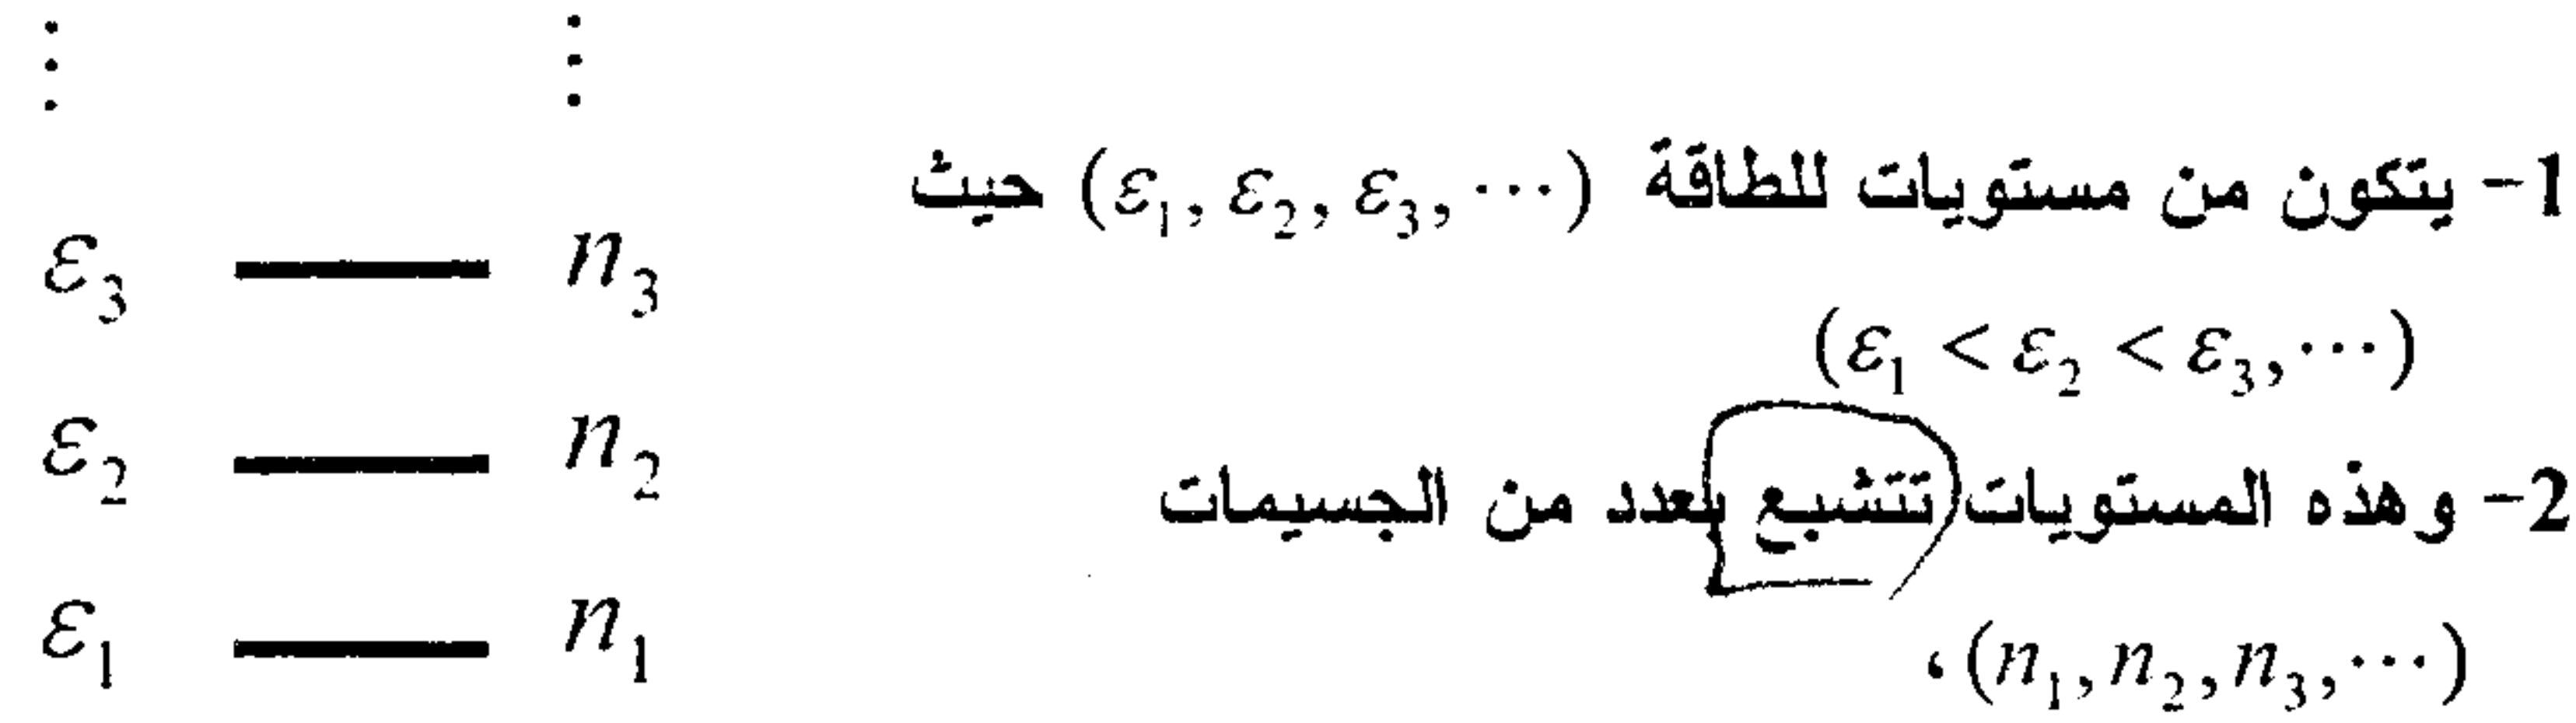 ⋮ ⋮
1- يتكون من مستويات للطاقة (ε₁, ε₂, ε₃, ⋯) حيث
ε₃ n₃
(ε₁ < ε₂ < ε₃, ⋯)
ε₂ n₂
2- وهذه المستويات تتشبع بعدد من الجسيمات
ε₁ n₁
(n₁, n₂, n₃, ⋯) ،